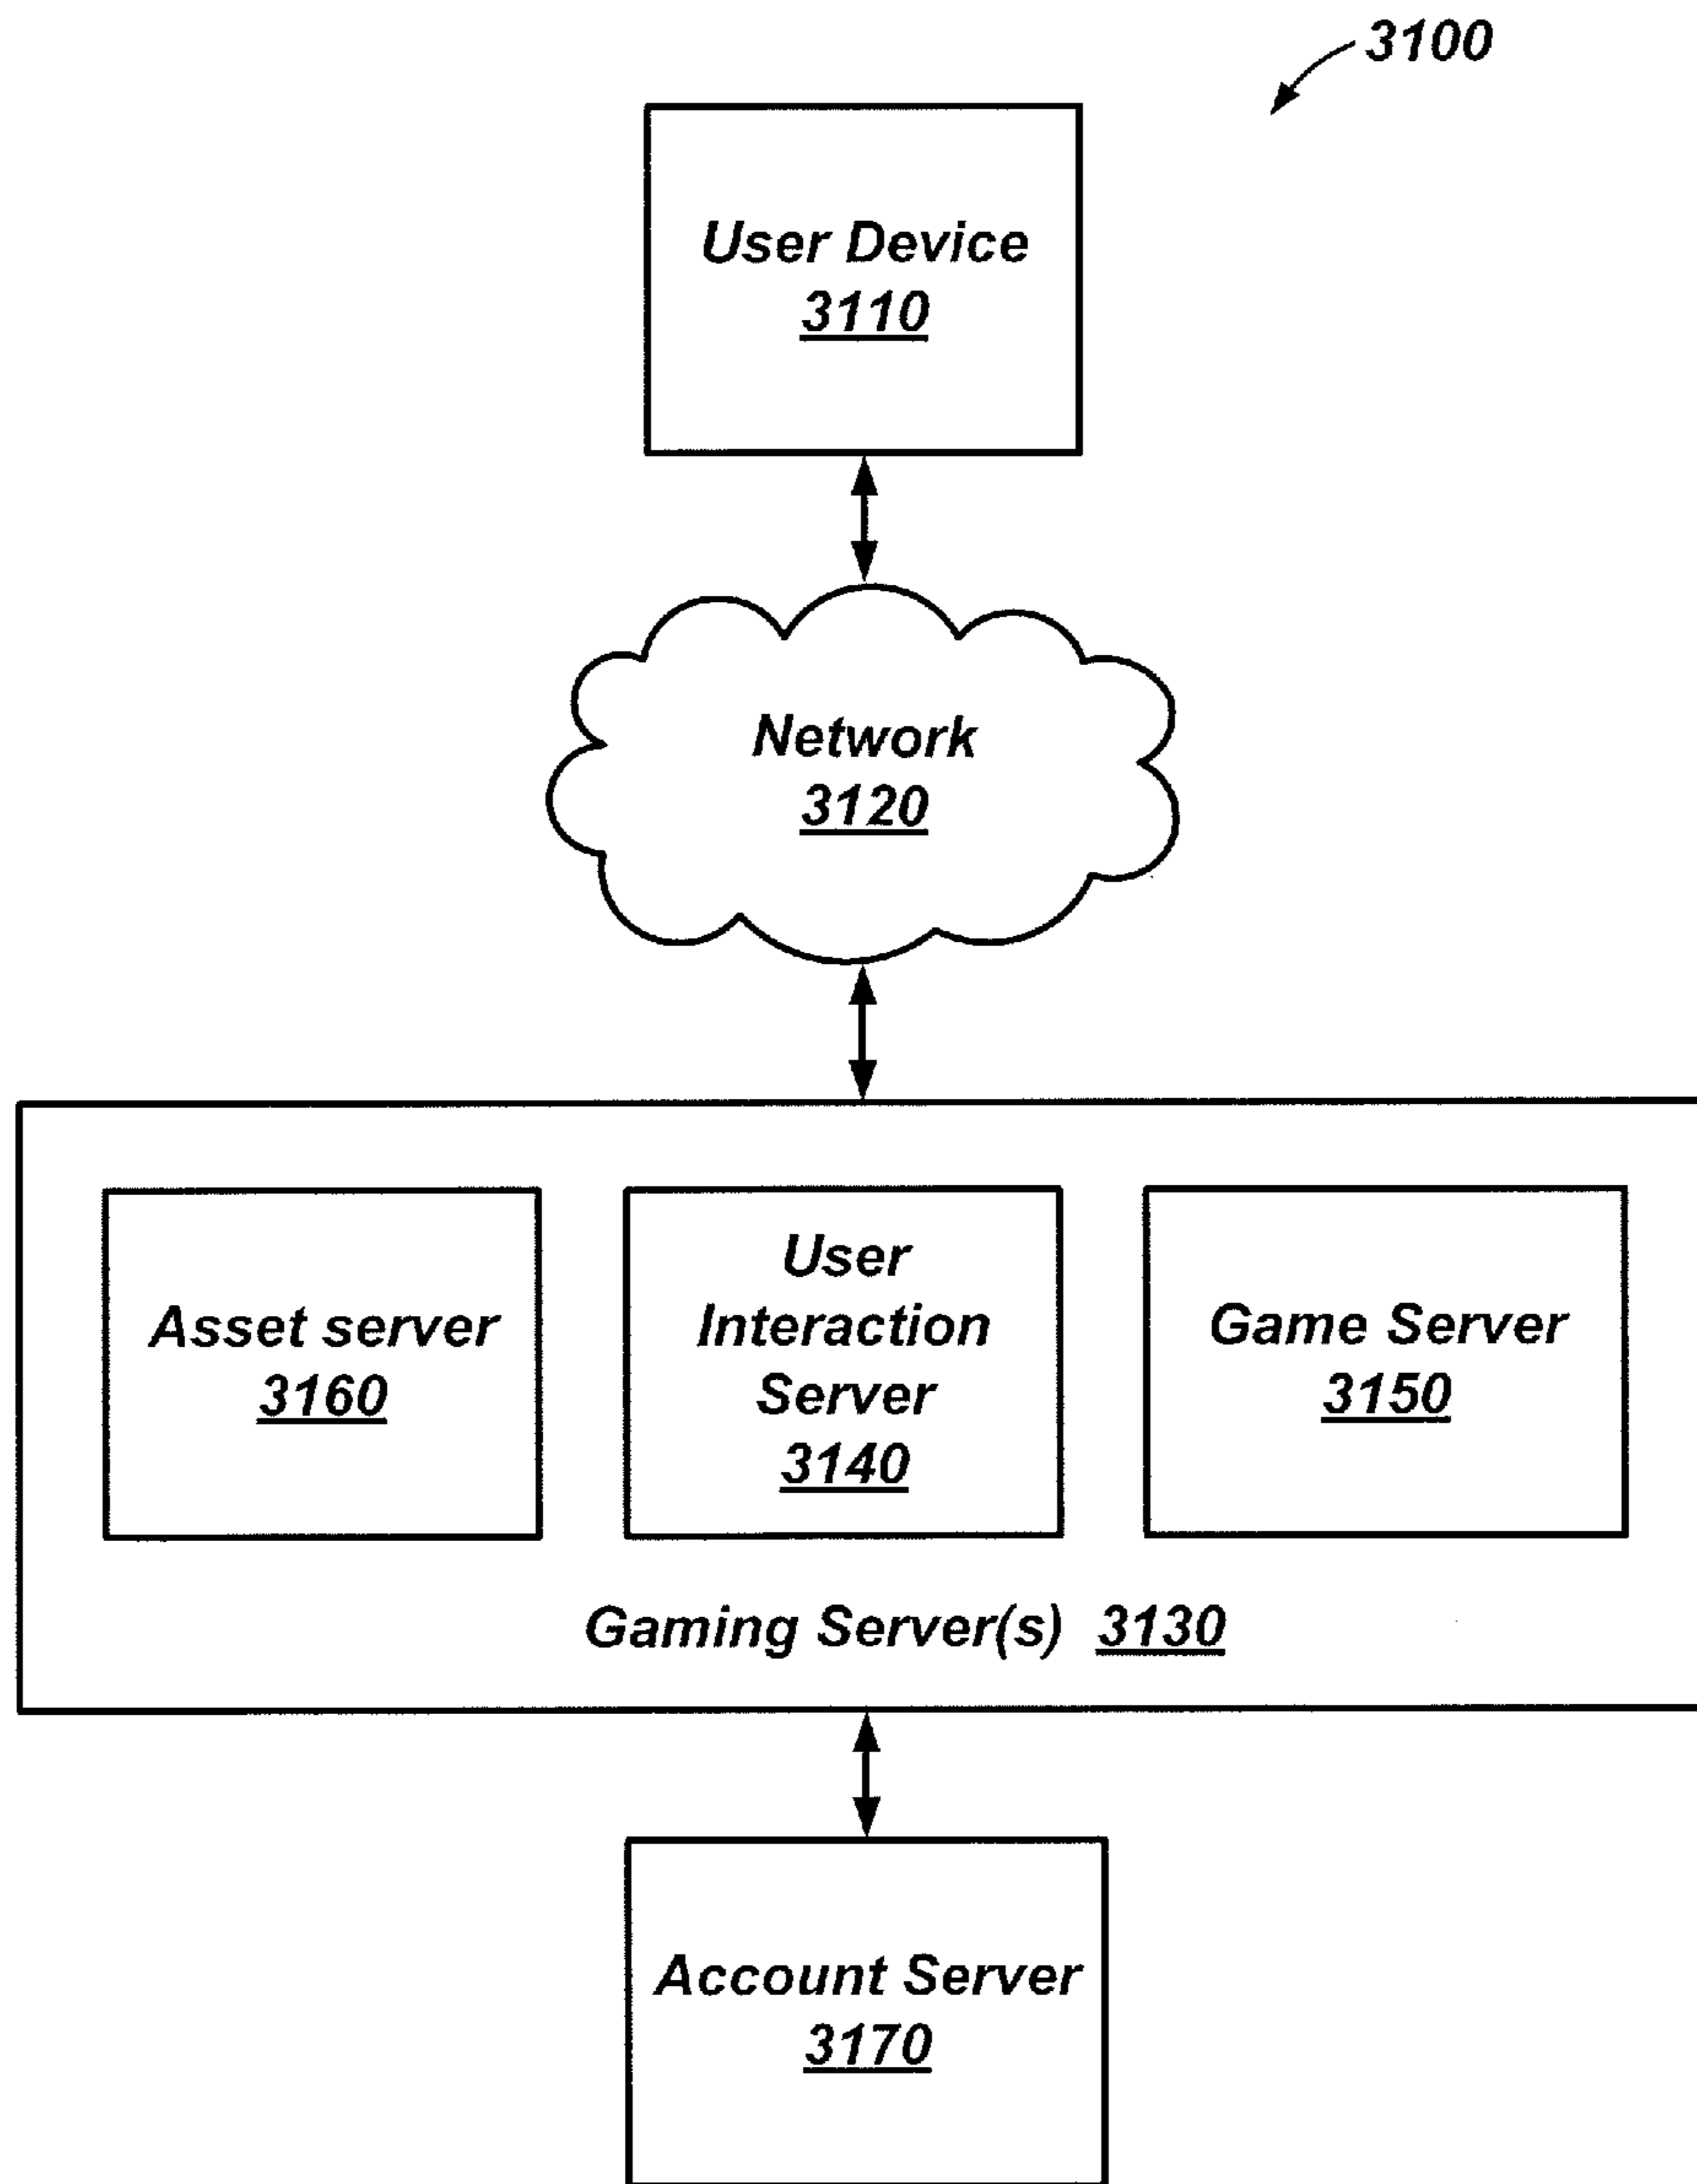 3100
User Device
3110
Network
3120
Asset server
3160
User
Interaction
Server
3140
Game Server
3150
Gaming Server(s) 3130
Account Server
3170